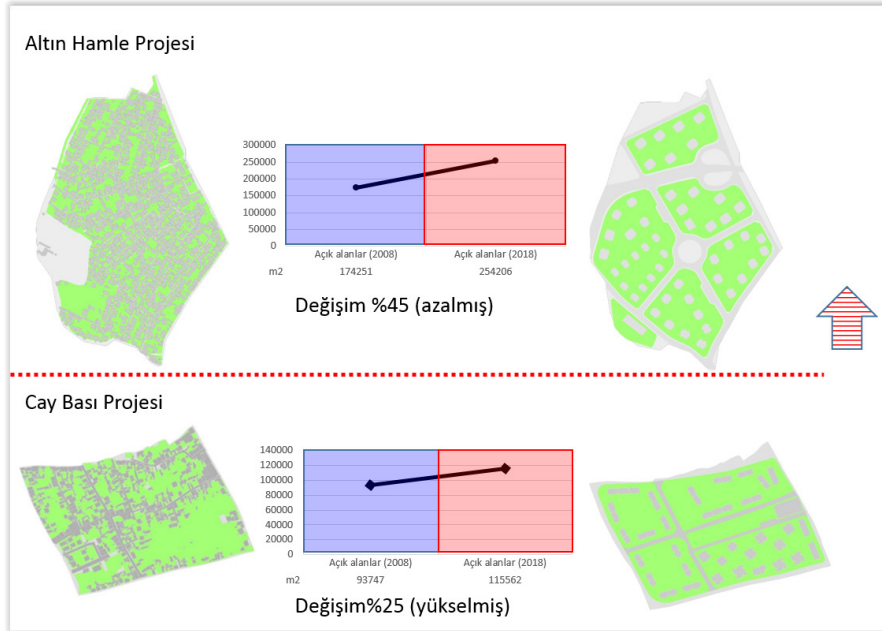 Altın Hamle Projesi
300000
250000
200000
150000
100000
50000
0
Açık alanlar (2008) Açık alanlar (2018)
m2 174251 254206
Değişim %45 (azalmış)
Cay Bası Projesi
140000
120000
100000
80000
60000
40000
20000
0
Açık alanlar (2008) Açık alanlar (2018)
m2 93747 115562
Değişim%25 (yükselmiş)